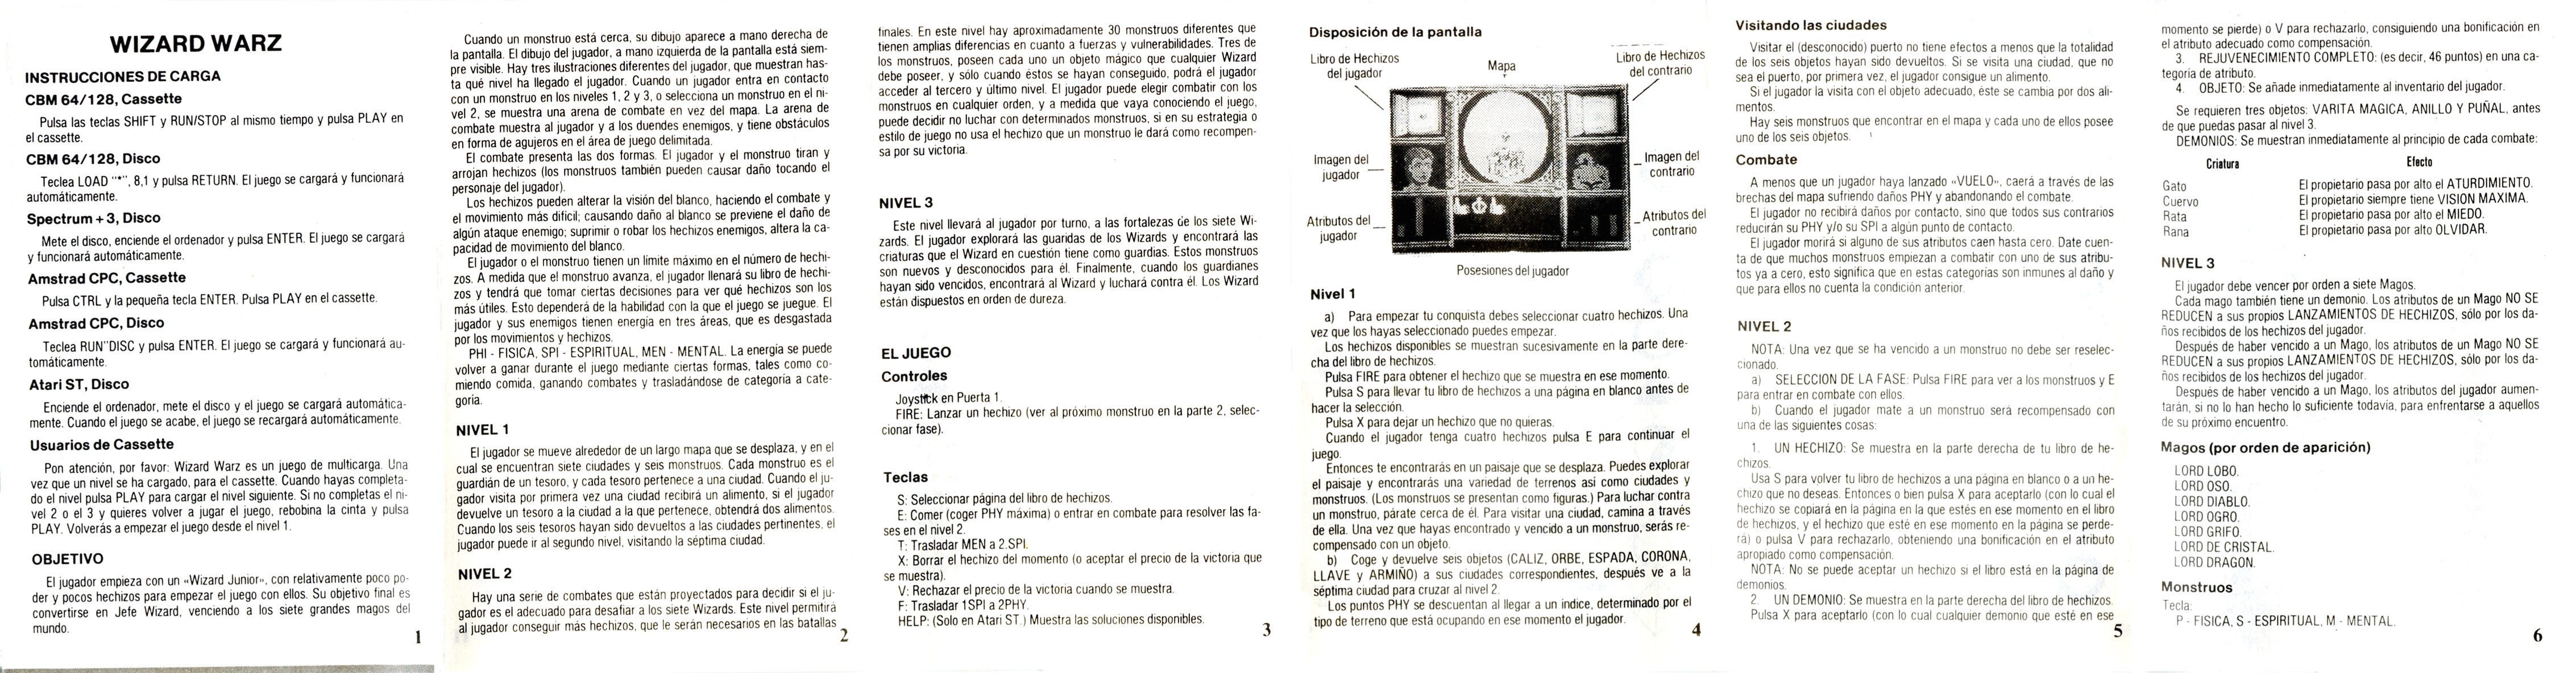 WIZARD WARZ
INSTRUCCIONES DE CARGA
CBM 64/128, Cassette
Pulsa las teclas SHIFT y RUN/STOP al mismo tiempo y pulsa PLAY en
el cassette.
CBM 64/128, Disco
Teclea LOAD "*", 8,1 y pulsa RETURN. El juego se cargará y funcionará
automáticamente.
Spectrum + 3, Disco
Mete el disco, enciende el ordenador y pulsa ENTER. El juego se cargará
y funcionará automáticamente.
Amstrad CPC, Cassette
Pulsa CTRL y la pequeña tecla ENTER. Pulsa PLAY en el cassette.
Amstrad CPC, Disco
Teclea RUN"DISC y pulsa ENTER. El juego se cargará y funcionará au-
tomáticamente.
Atari ST, Disco
Enciende el ordenador, mete el disco y el juego se cargará automática-
mente. Cuando el juego se acabe, el juego se recargará automáticamente.
Usuarios de Cassette
Pon atención, por favor: Wizard Warz es un juego de multicarga. Una
vez que un nivel se ha cargado, para el cassette. Cuando hayas completa-
do el nivel pulsa PLAY para cargar el nivel siguiente. Si no completas el ni-
vel 2 o el 3 y quieres volver a jugar el juego, rebobina la cinta y pulsa
PLAY. Volverás a empezar el juego desde el nivel 1.
OBJETIVO
El jugador empieza con un «Wizard Junior», con relativamente poco po-
der y pocos hechizos para empezar el juego con ellos. Su objetivo final es
convertirse en Jefe Wizard, venciendo a los siete grandes magos del
mundo.
1
Cuando un monstruo está cerca, su dibujo aparece a mano derecha de
la pantalla. El dibujo del jugador, a mano izquierda de la pantalla está siem-
pre visible. Hay tres ilustraciones diferentes del jugador, que muestran has-
ta qué nivel ha llegado el jugador. Cuando un jugador entra en contacto
con un monstruo en los niveles 1, 2 y 3, o selecciona un monstruo en el ni-
vel 2, se muestra una arena de combate en vez del mapa. La arena de
combate muestra al jugador y a los duendes enemigos, y tiene obstáculos
en forma de agujeros en el área de juego delimitada.
El combate presenta las dos formas. El jugador y el monstruo tiran y
arrojan hechizos (los monstruos también pueden causar daño tocando el
personaje del jugador).
Los hechizos pueden alterar la visión del blanco, haciendo el combate y
el movimiento más difícil; causando daño al blanco se previene el daño de
algún ataque enemigo; suprimir o robar los hechizos enemigos, altera la ca-
pacidad de movimiento del blanco.
El jugador o el monstruo tienen un límite máximo en el número de hechi-
zos. A medida que el monstruo avanza, el jugador llenará su libro de hechi-
zos y tendrá que tomar ciertas decisiones para ver qué hechizos son los
más útiles. Esto dependerá de la habilidad con la que el juego se juegue. El
jugador y sus enemigos tienen energía en tres áreas, que es desgastada
por los movimientos y hechizos.
PHI - FISICA, SPI - ESPIRITUAL, MEN - MENTAL. La energía se puede
volver a ganar durante el juego mediante ciertas formas, tales como co-
miendo comida, ganando combates y trasladándose de categoría a cate-
goría.
NIVEL 1
El jugador se mueve alrededor de un largo mapa que se desplaza, y en el
cual se encuentran siete ciudades y seis monstruos. Cada monstruo es el
guardián de un tesoro, y cada tesoro pertenece a una ciudad. Cuando el ju-
gador visita por primera vez una ciudad recibirá un alimento, si el jugador
devuelve un tesoro a la ciudad a la que pertenece, obtendrá dos alimentos.
Cuando los seis tesoros hayan sido devueltos a las ciudades pertinentes, el
jugador puede ir al segundo nivel, visitando la séptima ciudad.
NIVEL 2
Hay una serie de combates que están proyectados para decidir si el ju-
gador es el adecuado para desafiar a los siete Wizards. Este nivel permitirá
al jugador conseguir más hechizos, que le serán necesarios en las batallas
2
finales. En este nivel hay aproximadamente 30 monstruos diferentes que
tienen amplias diferencias en cuanto a fuerzas y vulnerabilidades. Tres de
los monstruos, poseen cada uno un objeto mágico que cualquier Wizard
debe poseer, y sólo cuando éstos se hayan conseguido, podrá el jugador
acceder al tercero y último nivel. El jugador puede elegir combatir con los
monstruos en cualquier orden, y a medida que vaya conociendo el juego,
puede decidir no luchar con determinados monstruos, si en su estrategia o
estilo de juego no usa el hechizo que un monstruo le dará como recompen-
sa por su victoria.
NIVEL 3
Este nivel llevará al jugador por turno, a las fortalezas de los siete Wi-
zards. El jugador explorará las guaridas de los Wizards y encontrará las
criaturas que el Wizard en cuestión tiene como guardias. Estos monstruos
son nuevos y desconocidos para él. Finalmente, cuando los guardianes
hayan sido vencidos, encontrará al Wizard y luchará contra él. Los Wizard
están dispuestos en orden de dureza.
EL JUEGO
Controles
Joystick en Puerta 1.
FIRE: Lanzar un hechizo (ver al próximo monstruo en la parte 2, selec-
cionar fase).
Teclas
S: Seleccionar página del libro de hechizos.
E: Comer (coger PHY máxima) o entrar en combate para resolver las fa-
ses en el nivel 2.
T: Trasladar MEN a 2.SPI.
X: Borrar el hechizo del momento (o aceptar el precio de la victoria que
se muestra).
V: Rechazar el precio de la victoria cuando se muestra.
F: Trasladar 1SPI a 2PHY.
HELP: (Solo en Atari ST.) Muestra las soluciones disponibles.
3
Disposición de la pantalla
Libro de Hechizos
del jugador
Mapa
Libro de Hechizos
del contrario
Imagen del
jugador
Imagen del
contrario
Atributos del
jugador
Atributos del
contrario
Posesiones del jugador
Nivel 1
a) Para empezar tu conquista debes seleccionar cuatro hechizos. Una
vez que los hayas seleccionado puedes empezar.
Los hechizos disponibles se muestran sucesivamente en la parte dere-
cha del libro de hechizos.
Pulsa FIRE para obtener el hechizo que se muestra en ese momento.
Pulsa S para llevar tu libro de hechizos a una página en blanco antes de
hacer la selección.
Pulsa X para dejar un hechizo que no quieras.
Cuando el jugador tenga cuatro hechizos pulsa E para continuar el
juego.
Entonces te encontrarás en un paisaje que se desplaza. Puedes explorar
el paisaje y encontrarás una variedad de terrenos así como ciudades y
monstruos. (Los monstruos se presentan como figuras.) Para luchar contra
un monstruo, párate cerca de él. Para visitar una ciudad, camina a través
de ella. Una vez que hayas encontrado y vencido a un monstruo, serás re-
compensado con un objeto.
b) Coge y devuelve seis objetos (CALIZ, ORBE, ESPADA, CORONA,
LLAVE y ARMIÑO) a sus ciudades correspondientes, después ve a la
séptima ciudad para cruzar al nivel 2.
Los puntos PHY se descuentan al llegar a un índice, determinado por el
tipo de terreno que está ocupando en ese momento el jugador.
4
Visitando las ciudades
Visitar el (desconocido) puerto no tiene efectos a menos que la totalidad
de los seis objetos hayan sido devueltos. Si se visita una ciudad, que no
sea el puerto, por primera vez, el jugador consigue un alimento.
Si el jugador la visita con el objeto adecuado, éste se cambia por dos ali-
mentos.
Hay seis monstruos que encontrar en el mapa y cada uno de ellos posee
uno de los seis objetos.
Combate
A menos que un jugador haya lanzado «VUELO», caerá a través de las
brechas del mapa sufriendo daños PHY y abandonando el combate.
El jugador no recibirá daños por contacto, sino que todos sus contrarios
reducirán su PHY y/o su SPI a algún punto de contacto.
El jugador morirá si alguno de sus atributos caen hasta cero. Date cuen-
ta de que muchos monstruos empiezan a combatir con uno de sus atribu-
tos ya a cero, esto significa que en estas categorías son inmunes al daño y
que para ellos no cuenta la condición anterior.
NIVEL 2
NOTA: Una vez que se ha vencido a un monstruo no debe ser reselec-
cionado.
a) SELECCION DE LA FASE: Pulsa FIRE para ver a los monstruos y E
para entrar en combate con ellos.
b) Cuando el jugador mate a un monstruo será recompensado con
una de las siguientes cosas:
1. UN HECHIZO: Se muestra en la parte derecha de tu libro de he-
chizos.
Usa S para volver tu libro de hechizos a una página en blanco o a un he-
chizo que no deseas. Entonces o bien pulsa X para aceptarlo (con lo cual el
hechizo se copiará en la página en la que estés en ese momento en el libro
de hechizos, y el hechizo que esté en ese momento en la página se perde-
rá) o pulsa V para rechazarlo, obteniendo una bonificación en el atributo
apropiado como compensación.
NOTA: No se puede aceptar un hechizo si el libro está en la página de
demonios.
2. UN DEMONIO: Se muestra en la parte derecha del libro de hechizos.
Pulsa X para aceptarlo (con lo cual cualquier demonio que esté en ese
5
momento se pierde) o V para rechazarlo, consiguiendo una bonificación en
el atributo adecuado como compensación.
3. REJUVENECIMIENTO COMPLETO: (es decir, 46 puntos) en una ca-
tegoría de atributo.
4. OBJETO: Se añade inmediatamente al inventario del jugador.
Se requieren tres objetos: VARITA MAGICA, ANILLO Y PUÑAL, antes
de que puedas pasar al nivel 3.
DEMONIOS: Se muestran inmediatamente al principio de cada combate:
Criatura Efecto
Gato El propietario pasa por alto el ATURDIMIENTO.
Cuervo El propietario siempre tiene VISION MAXIMA.
Rata El propietario pasa por alto el MIEDO.
Rana El propietario pasa por alto OLVIDAR.
NIVEL 3
El jugador debe vencer por orden a siete Magos.
Cada mago también tiene un demonio. Los atributos de un Mago NO SE
REDUCEN a sus propios LANZAMIENTOS DE HECHIZOS, sólo por los da-
ños recibidos de los hechizos del jugador.
Después de haber vencido a un Mago, los atributos de un Mago NO SE
REDUCEN a sus propios LANZAMIENTOS DE HECHIZOS, sólo por los da-
ños recibidos de los hechizos del jugador.
Después de haber vencido a un Mago, los atributos del jugador aumen-
tarán, si no lo han hecho lo suficiente todavía, para enfrentarse a aquellos
de su próximo encuentro.
Magos (por orden de aparición)
LORD LOBO.
LORD OSO.
LORD DIABLO.
LORD OGRO.
LORD GRIFO.
LORD DE CRISTAL.
LORD DRAGON.
Monstruos
Tecla:
P - FISICA, S - ESPIRITUAL, M - MENTAL.
6